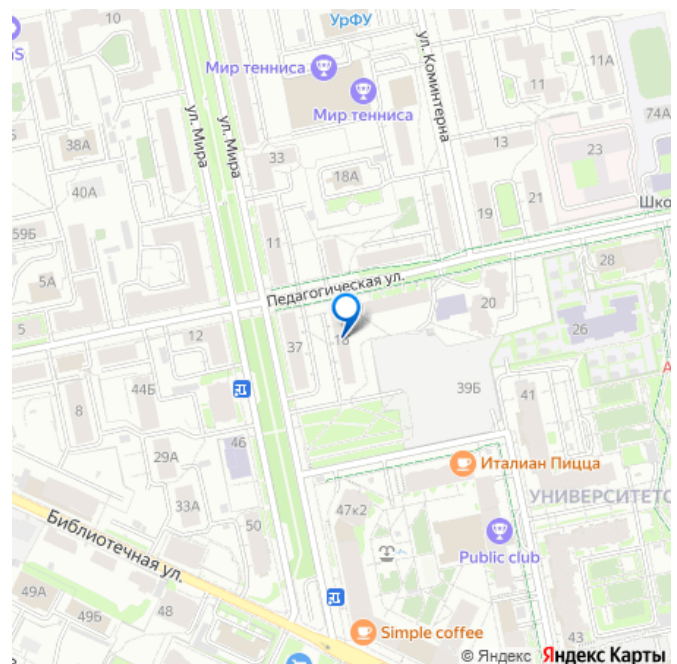 10
УрФУ
ул. Коминтерна
11А
Мир тенниса
Мир тенниса
11
74А
ул. Мира
ул. Мира
38А
33
13
23
40А
18А
21
19
Шко
59Б
11
5А
28
Педагогическая ул.
20
5
12
18
26
37
44Б
39Б
41
8
46
29А
Италиан Пицца
УНИВЕРСИТЕТС
33А
47к2
50
Библиотечная ул.
Public club
49А
49Б
48
43
Simple coffee
© Яндекс Яндекс Карты